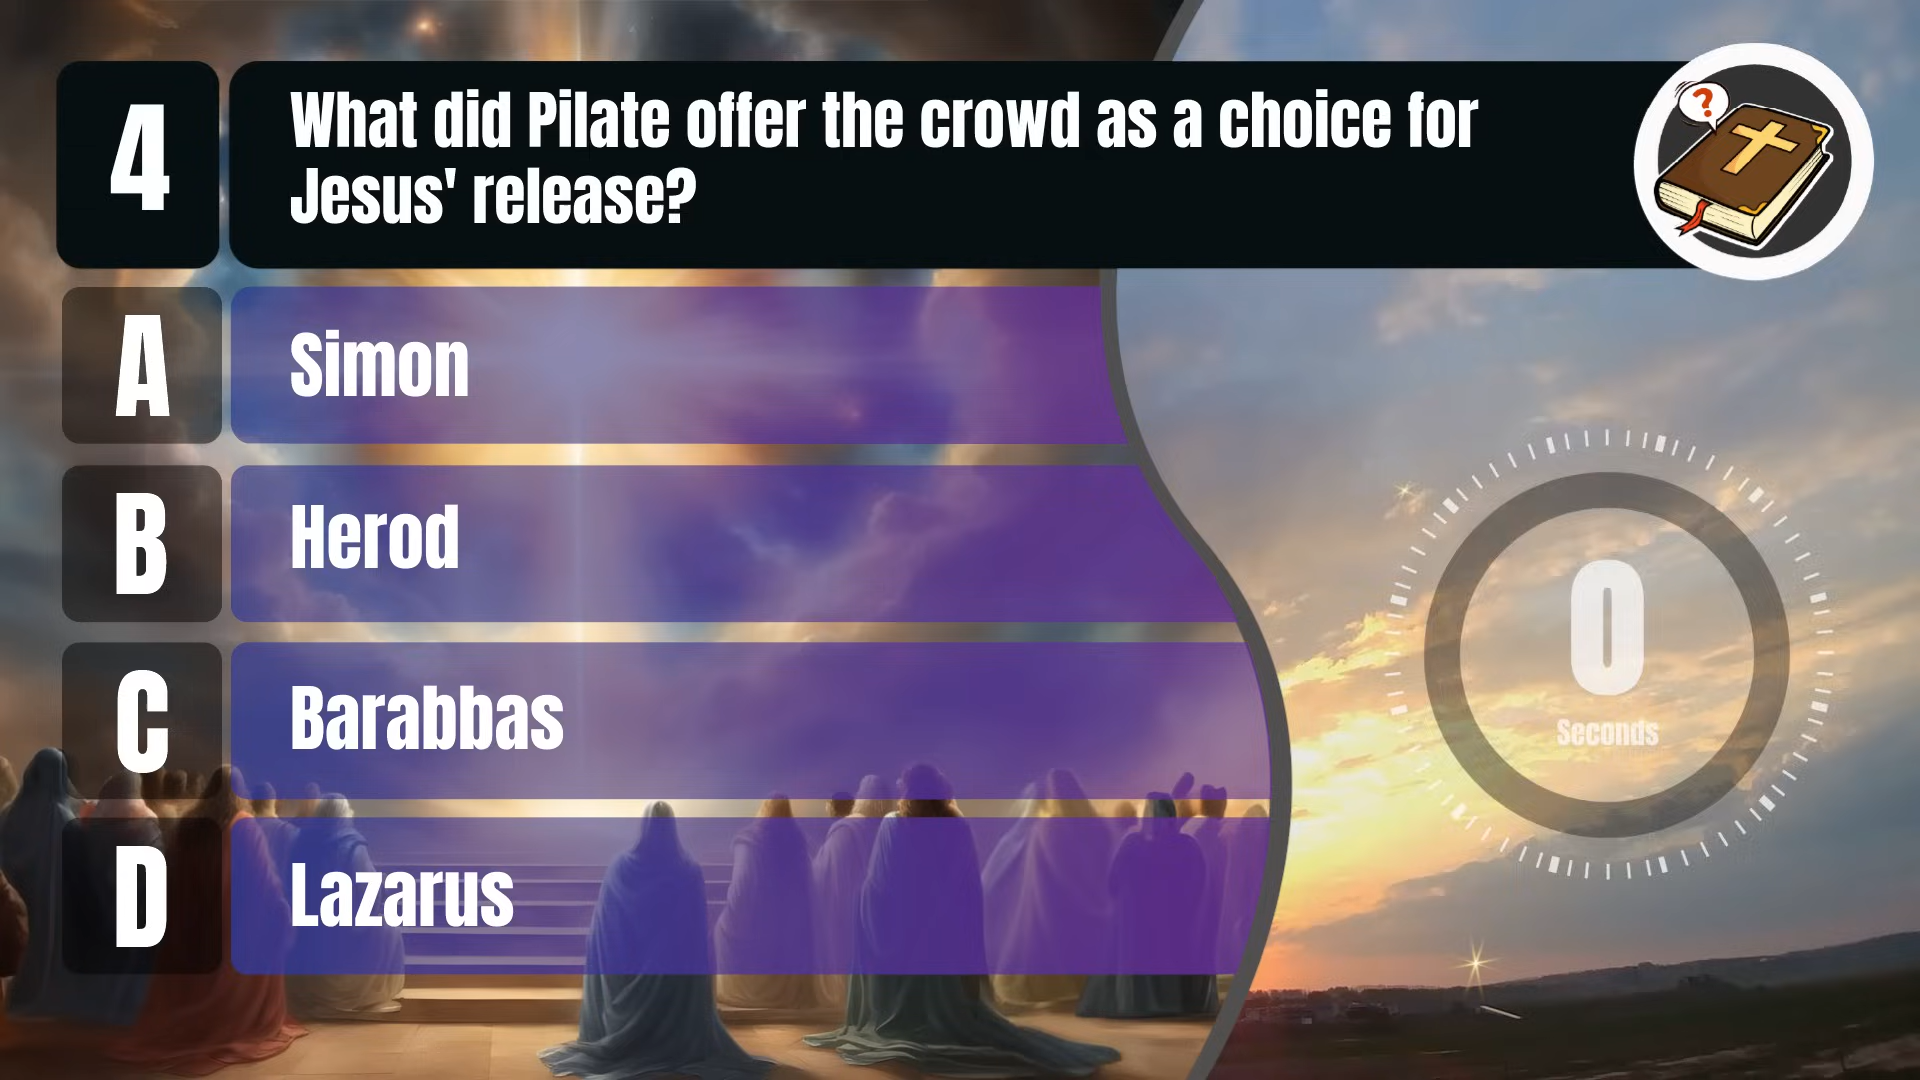 4
What did Pilate offer the crowd as a choice for
Jesus' release?
?
A
Simon
B
Herod
C
Barabbas
D
Lazarus
0
Seconds